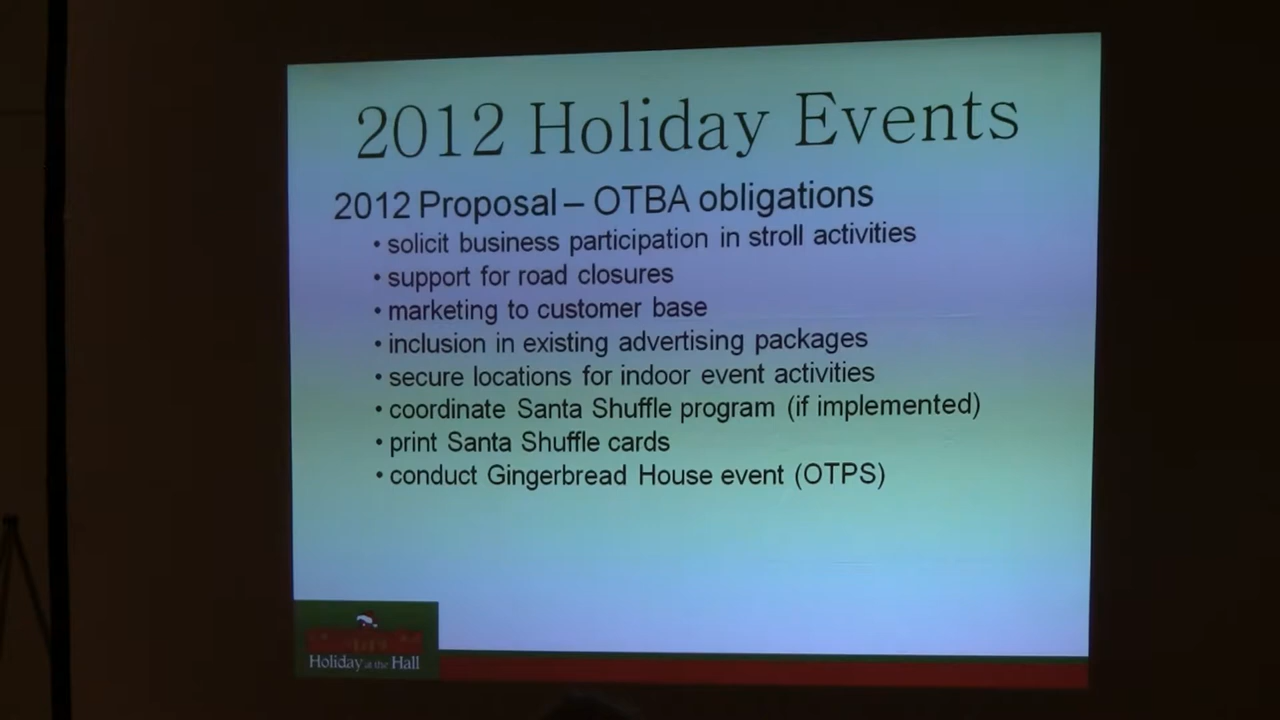 2012 Holiday Events
2012 Proposal – OTBA obligations
• solicit business participation in stroll activities
• support for road closures
• marketing to customer base
• inclusion in existing advertising packages
• secure locations for indoor event activities
• coordinate Santa Shuffle program (if implemented)
• print Santa Shuffle cards
• conduct Gingerbread House event (OTPS)
Holiday at the Hall